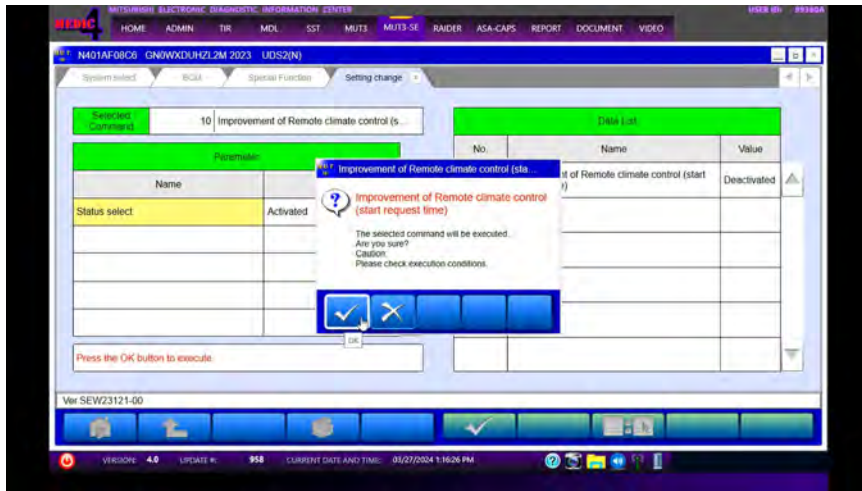 MITSUBISHI ELECTRONIC DIAGNOSTIC INFORMATION CENTER
USER ID: 99380A
MEDIC 4
HOME ADMIN TIR MDL SST MUT3 MUT3-SE RAIDER ASA-CAPS REPORT DOCUMENT VIDEO
N401AF08C6 GN0WXDUHZL2M 2023 UDS2(N)
System select BCM Special Function Setting change
Selected Command 10 Improvement of Remote climate control (s...
Data List
Parameter
No. Name Value
Name
of Remote climate control (start
Deactivated
Status select Activated
Improvement of Remote climate control (sta...
Improvement of Remote climate control
(start request time)
The selected command will be executed.
Are you sure?
Caution:
Please check execution conditions.
OK
Press the OK button to execute.
Ver.SEW23121-00
VERSION: 4.0 UPDATE #: 958 CURRENT DATE AND TIME: 03/27/2024 1:16:26 PM